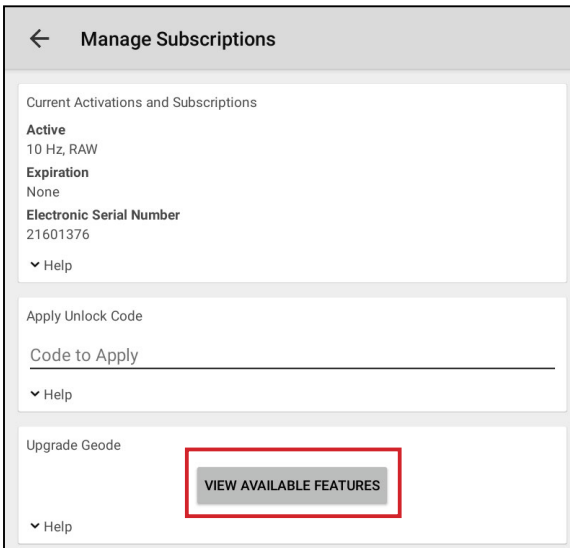 Manage Subscriptions
Current Activations and Subscriptions
Active
10 Hz, RAW
Expiration
None
Electronic Serial Number
21601376
Help
Apply Unlock Code
Code to Apply
Help
Upgrade Geode
VIEW AVAILABLE FEATURES
Help